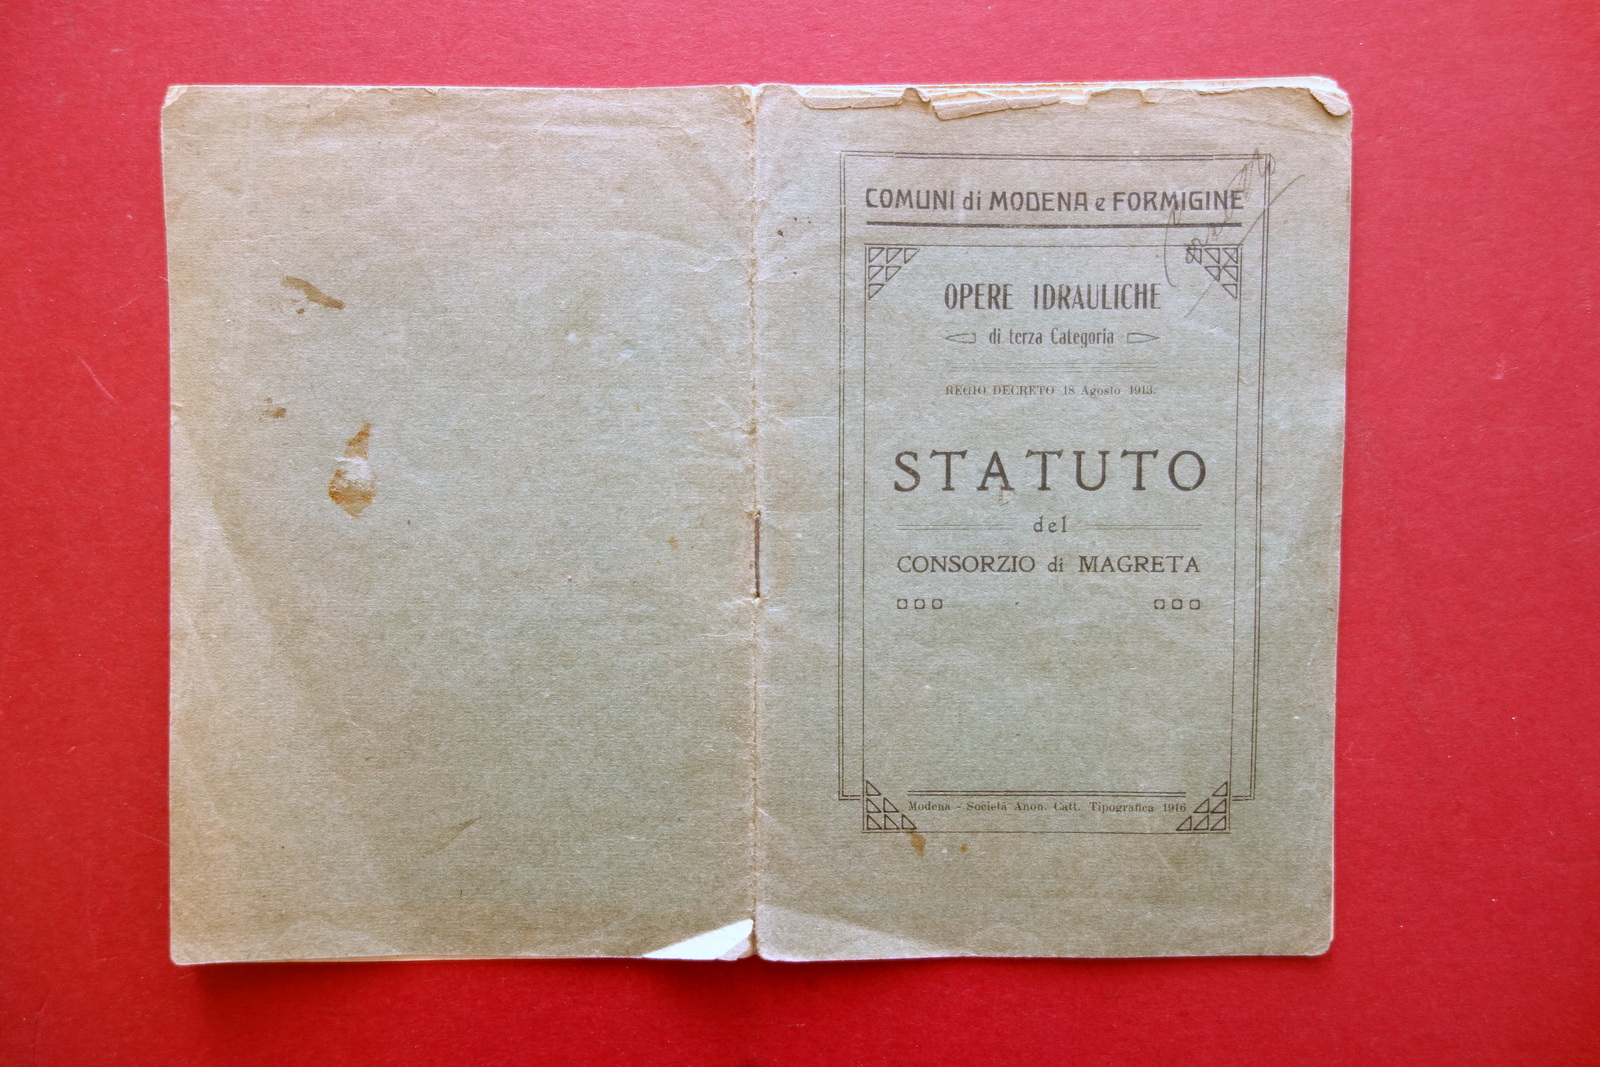 COMUNI di MODENA e FORMIGINE
OPERE IDRAULICHE
di terza Categoria
REGIO DECRETO 18 Agosto 1913.
STATUTO
del
CONSORZIO di MAGRETA
Modena - Società Anon. Catt. Tipografica 1916